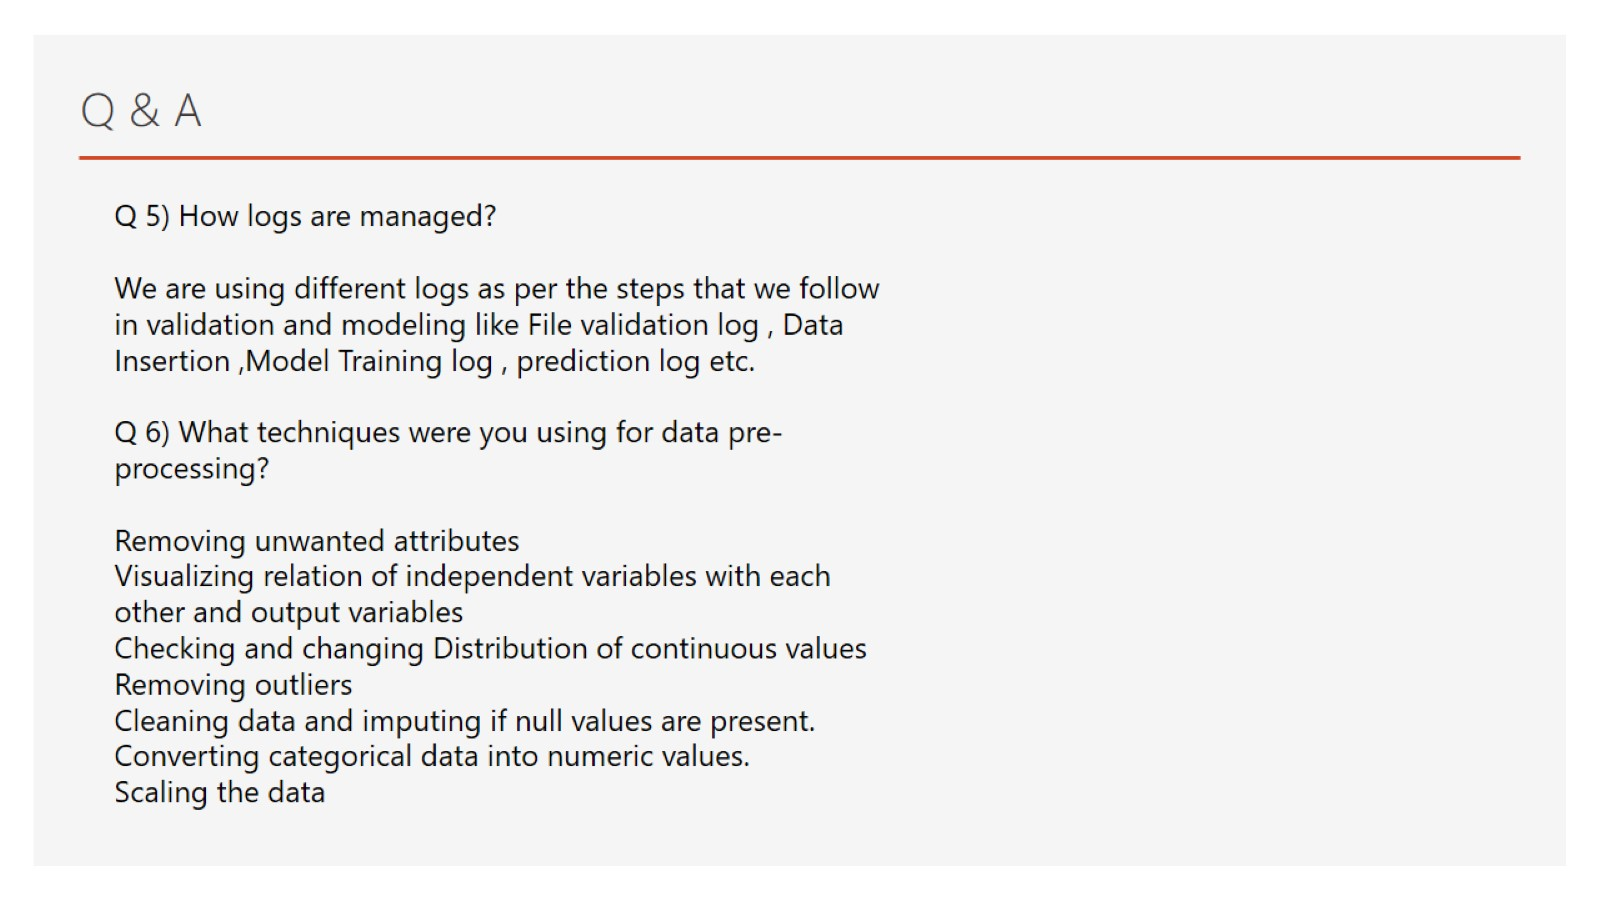 Q & A
Q 5) How logs are managed?
We are using different logs as per the steps that we follow
in validation and modeling like File validation log , Data
Insertion ,Model Training log , prediction log etc.
Q 6) What techniques were you using for data pre-
processing?
Removing unwanted attributes
Visualizing relation of independent variables with each
other and output variables
Checking and changing Distribution of continuous values
Removing outliers
Cleaning data and imputing if null values are present.
Converting categorical data into numeric values.
Scaling the data